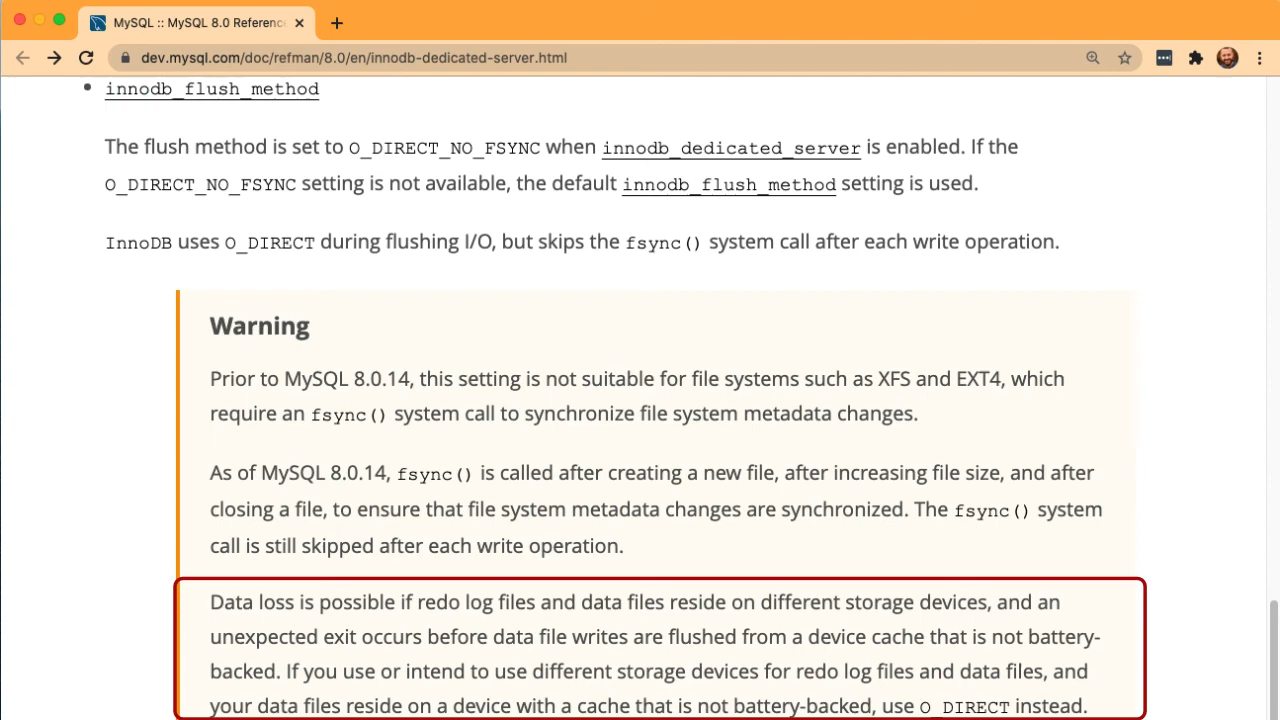 MySQL :: MySQL 8.0 Reference
dev.mysql.com/doc/refman/8.0/en/innodb-dedicated-server.html
innodb_flush_method
The flush method is set to O_DIRECT_NO_FSYNC when innodb_dedicated_server is enabled. If the
O_DIRECT_NO_FSYNC setting is not available, the default innodb_flush_method setting is used.
InnoDB uses O_DIRECT during flushing I/O, but skips the fsync() system call after each write operation.
Warning
Prior to MySQL 8.0.14, this setting is not suitable for file systems such as XFS and EXT4, which
require an fsync() system call to synchronize file system metadata changes.
As of MySQL 8.0.14, fsync() is called after creating a new file, after increasing file size, and after
closing a file, to ensure that file system metadata changes are synchronized. The fsync() system
call is still skipped after each write operation.
Data loss is possible if redo log files and data files reside on different storage devices, and an
unexpected exit occurs before data file writes are flushed from a device cache that is not battery-
backed. If you use or intend to use different storage devices for redo log files and data files, and
your data files reside on a device with a cache that is not battery-backed, use O_DIRECT instead.